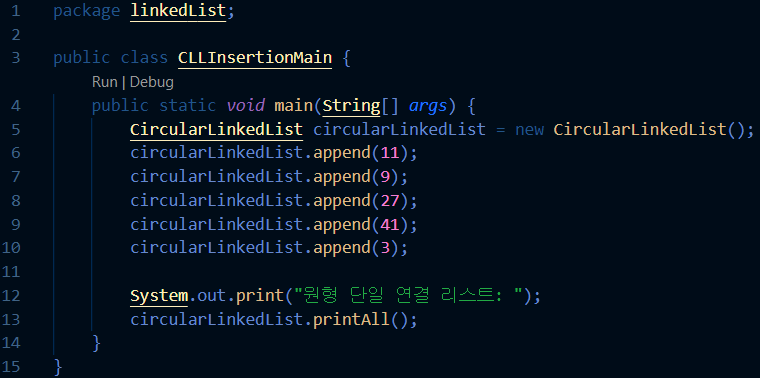 1 package linkedList;
2
3 public class CLLInsertionMain {
Run | Debug
4 public static void main(String[] args) {
5 CircularLinkedList circularLinkedList = new CircularLinkedList();
6 circularLinkedList.append(11);
7 circularLinkedList.append(9);
8 circularLinkedList.append(27);
9 circularLinkedList.append(41);
10 circularLinkedList.append(3);
11
12 System.out.print("원형 단일 연결 리스트: ");
13 circularLinkedList.printAll();
14 }
15 }